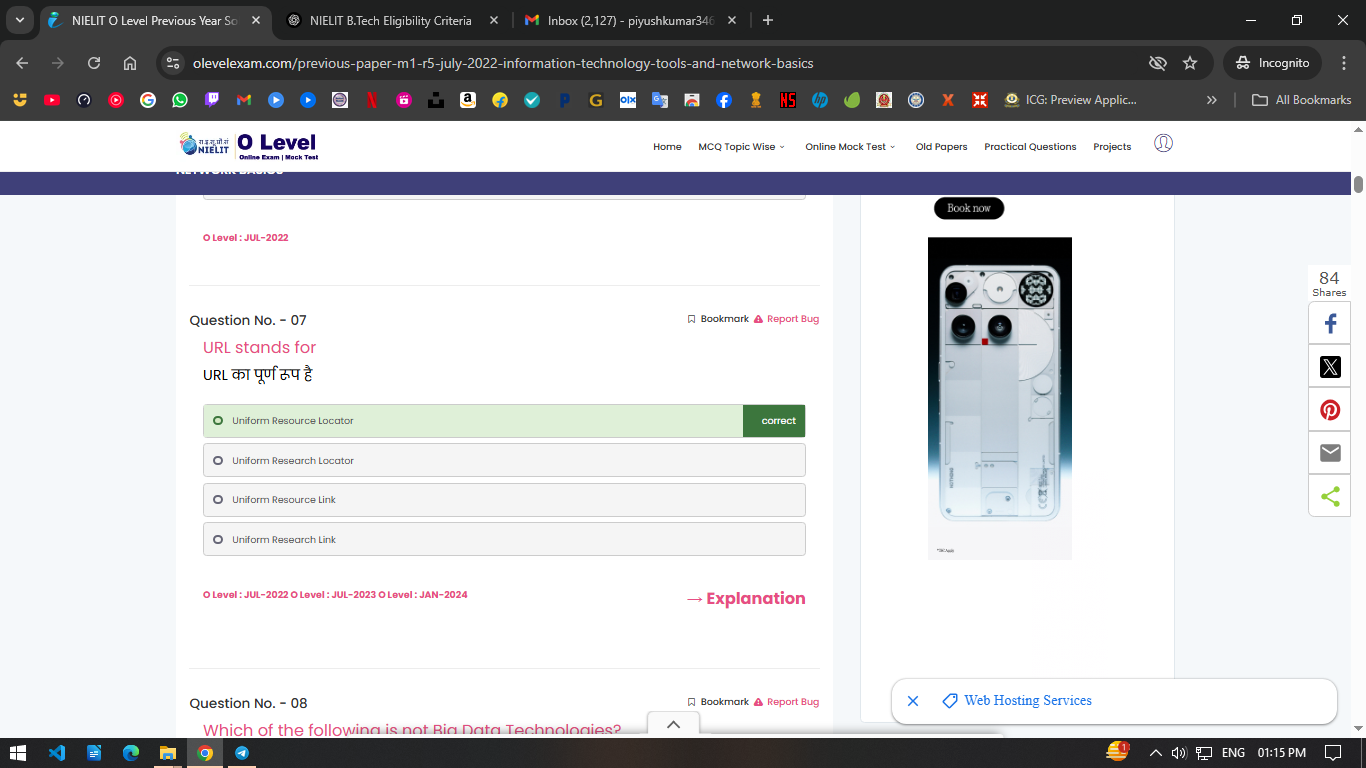 NIELIT O Level Previous Year So
NIELIT B.Tech Eligibility Criteria
Inbox (2,127) - piyushkumar346
olevelexam.com/previous-paper-m1-r5-july-2022-information-technology-tools-and-network-basics
Incognito
ICG: Preview Applic...
All Bookmarks
NIELIT
O Level
Online Exam | Mock Test
Home
MCQ Topic Wise
Online Mock Test
Old Papers
Practical Questions
Projects
NETWORK BASICS
Book now
O Level : JUL-2022
84
Shares
Question No. - 07
Bookmark
Report Bug
URL stands for
URL का पूर्ण रूप है
Uniform Resource Locator
correct
Uniform Research Locator
Uniform Resource Link
Uniform Research Link
O Level : JUL-2022 O Level : JUL-2023 O Level : JAN-2024
→ Explanation
Question No. - 08
Bookmark
Report Bug
Which of the following is not Big Data Technologies?
Web Hosting Services
ENG
01:15 PM